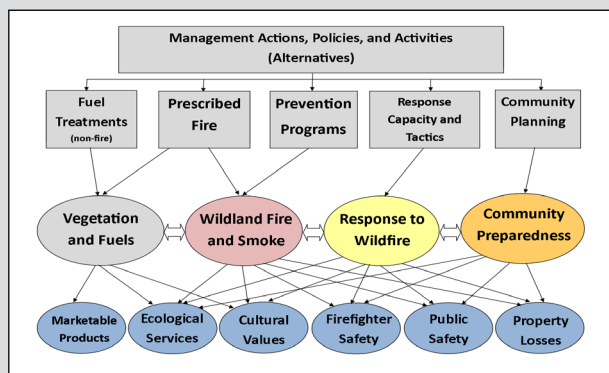 Management Actions, Policies, and Activities
(Alternatives)
Fuel
Treatments
(non-fire)
Prescribed
Fire
Prevention
Programs
Response
Capacity and
Tactics
Community
Planning
Vegetation
and Fuels
Wildland Fire
and Smoke
Response to
Wildfire
Community
Preparedness
Marketable
Products
Ecological
Services
Cultural
Values
Firefighter
Safety
Public
Safety
Property
Losses